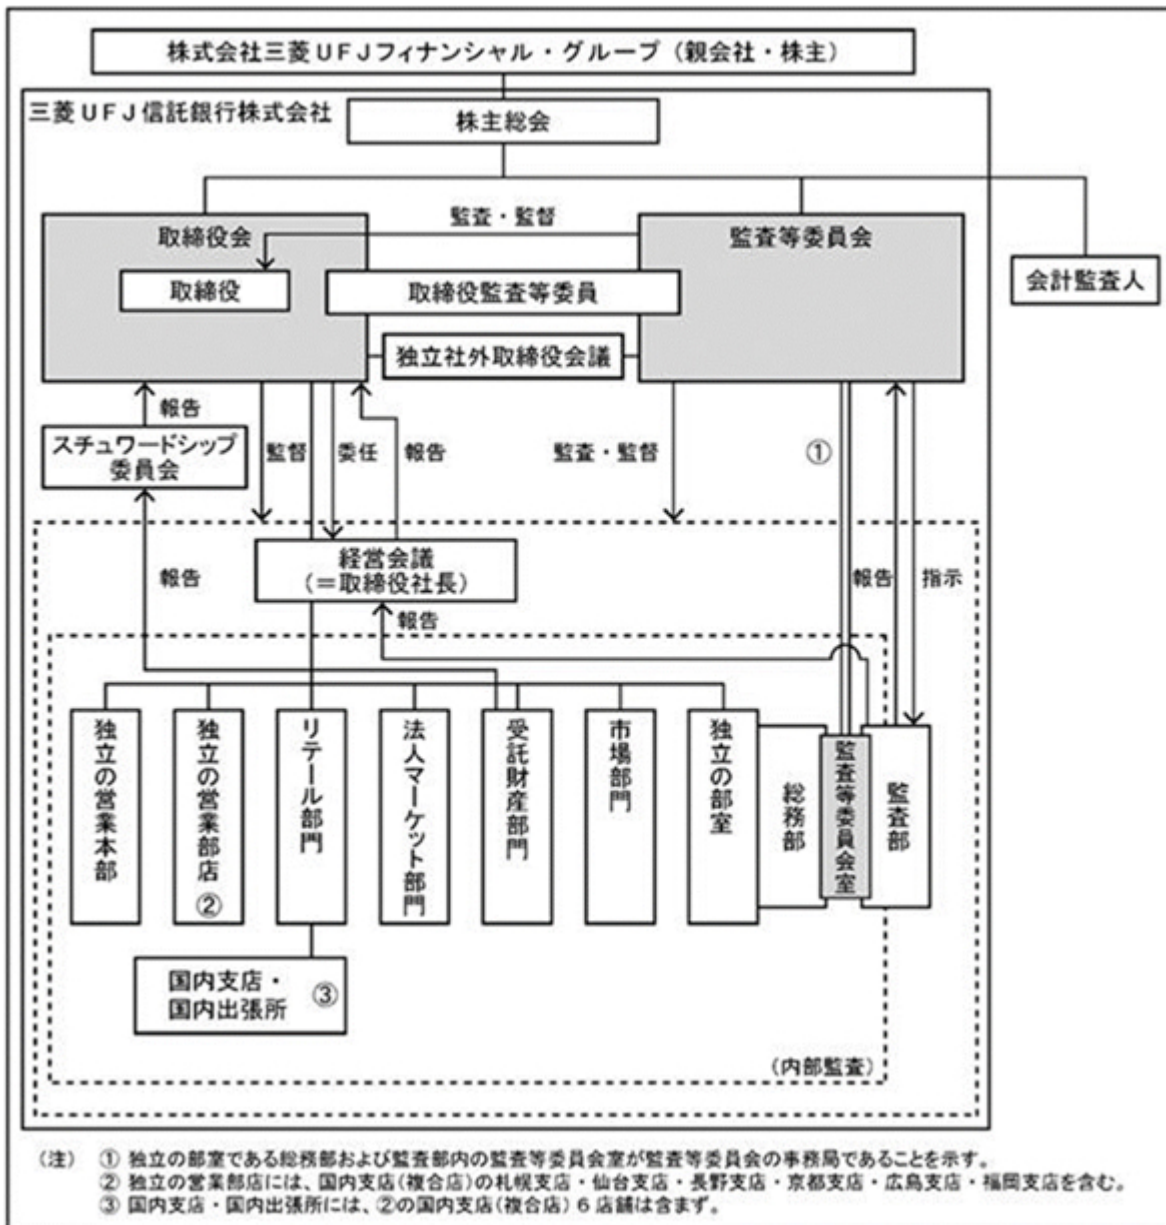 株式会社三菱UFJフィナンシャル・グループ（親会社・株主）
三菱UFJ信託銀行株式会社
株主総会
監査・監督
取締役会
監査等委員会
取締役
取締役監査等委員
会計監査人
独立社外取締役会議
報告
スチュワードシップ
委員会
監督
委任
報告
監査・監督
①
報告
経営会議
（＝取締役社長）
報告
報告
指示
独立の営業本部
独立の営業部店
②
リテール部門
法人マーケット部門
受託財産部門
市場部門
独立の部室
総務部
監査等委員会室
監査部
国内支店・
国内出張所
③
（内部監査）
（注） ① 独立の部室である総務部および監査部内の監査等委員会室が監査等委員会の事務局であることを示す。
② 独立の営業部店には、国内支店（複合店）の札幌支店・仙台支店・長野支店・京都支店・広島支店・福岡支店を含む。
③ 国内支店・国内出張所には、②の国内支店（複合店）６店舗は含まず。